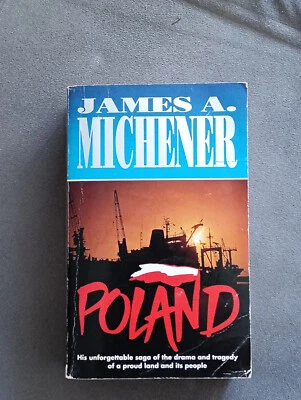 JAMES A.
MICHENER
POLAND
His unforgettable saga of the drama and tragedy
of a proud land and its people